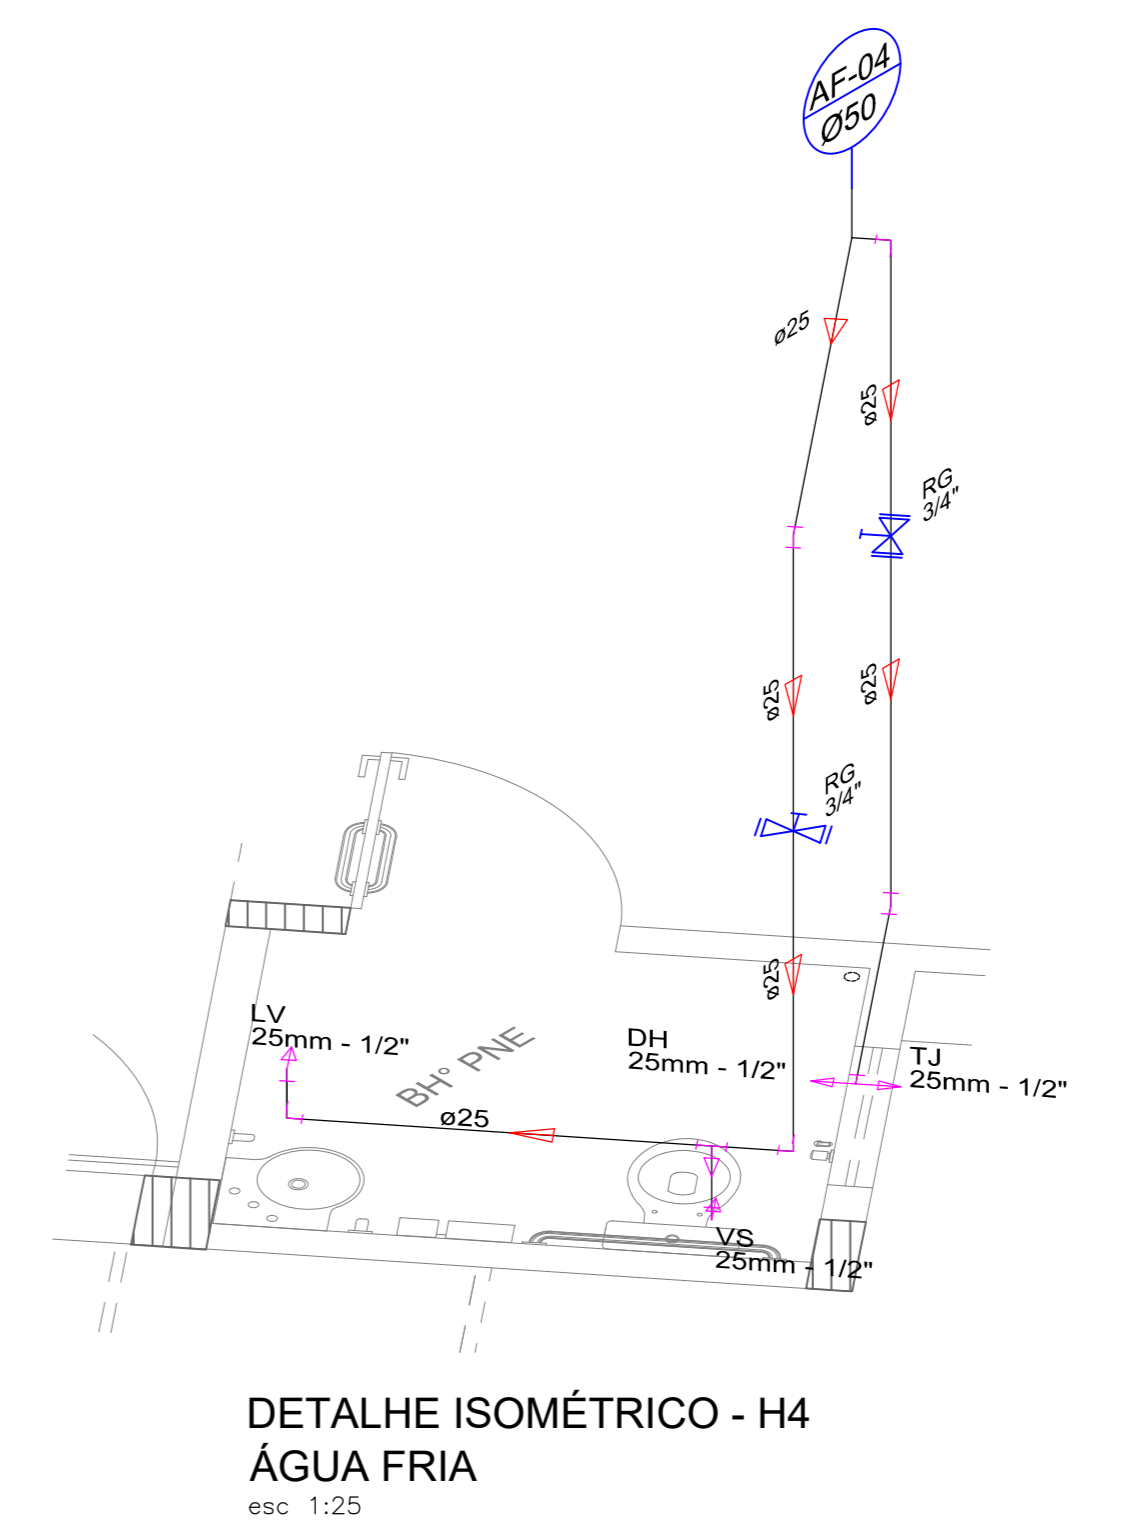 AF-04
Ø50
ø25
ø25
RG
3/4"
ø25
ø25
RG
3/4"
ø25
LV
25mm - 1/2"
BH° PNE
DH
25mm - 1/2"
TJ
25mm - 1/2"
ø25
VS
25mm - 1/2"
DETALHE ISOMÉTRICO - H4
ÁGUA FRIA
esc 1:25